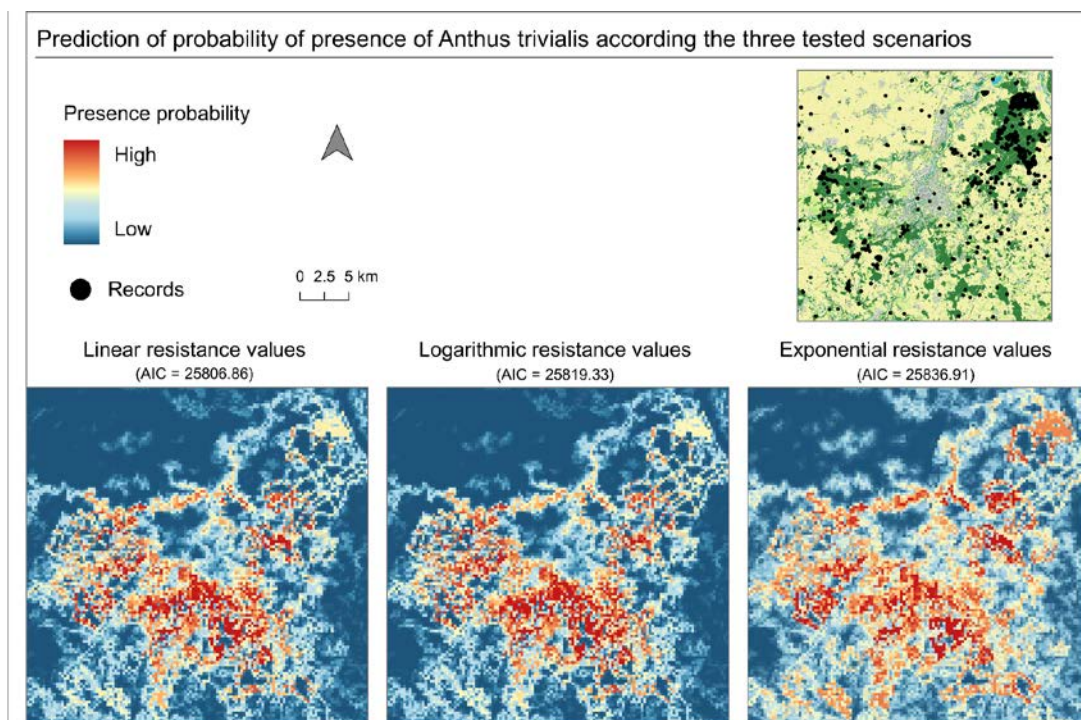 Prediction of probability of presence of Anthus trivialis according the three tested scenarios
Presence probability
High
Low
Records
0 2.5 5 km
Linear resistance values
(AIC = 25806.86)
Logarithmic resistance values
(AIC = 25819.33)
Exponential resistance values
(AIC = 25836.91)